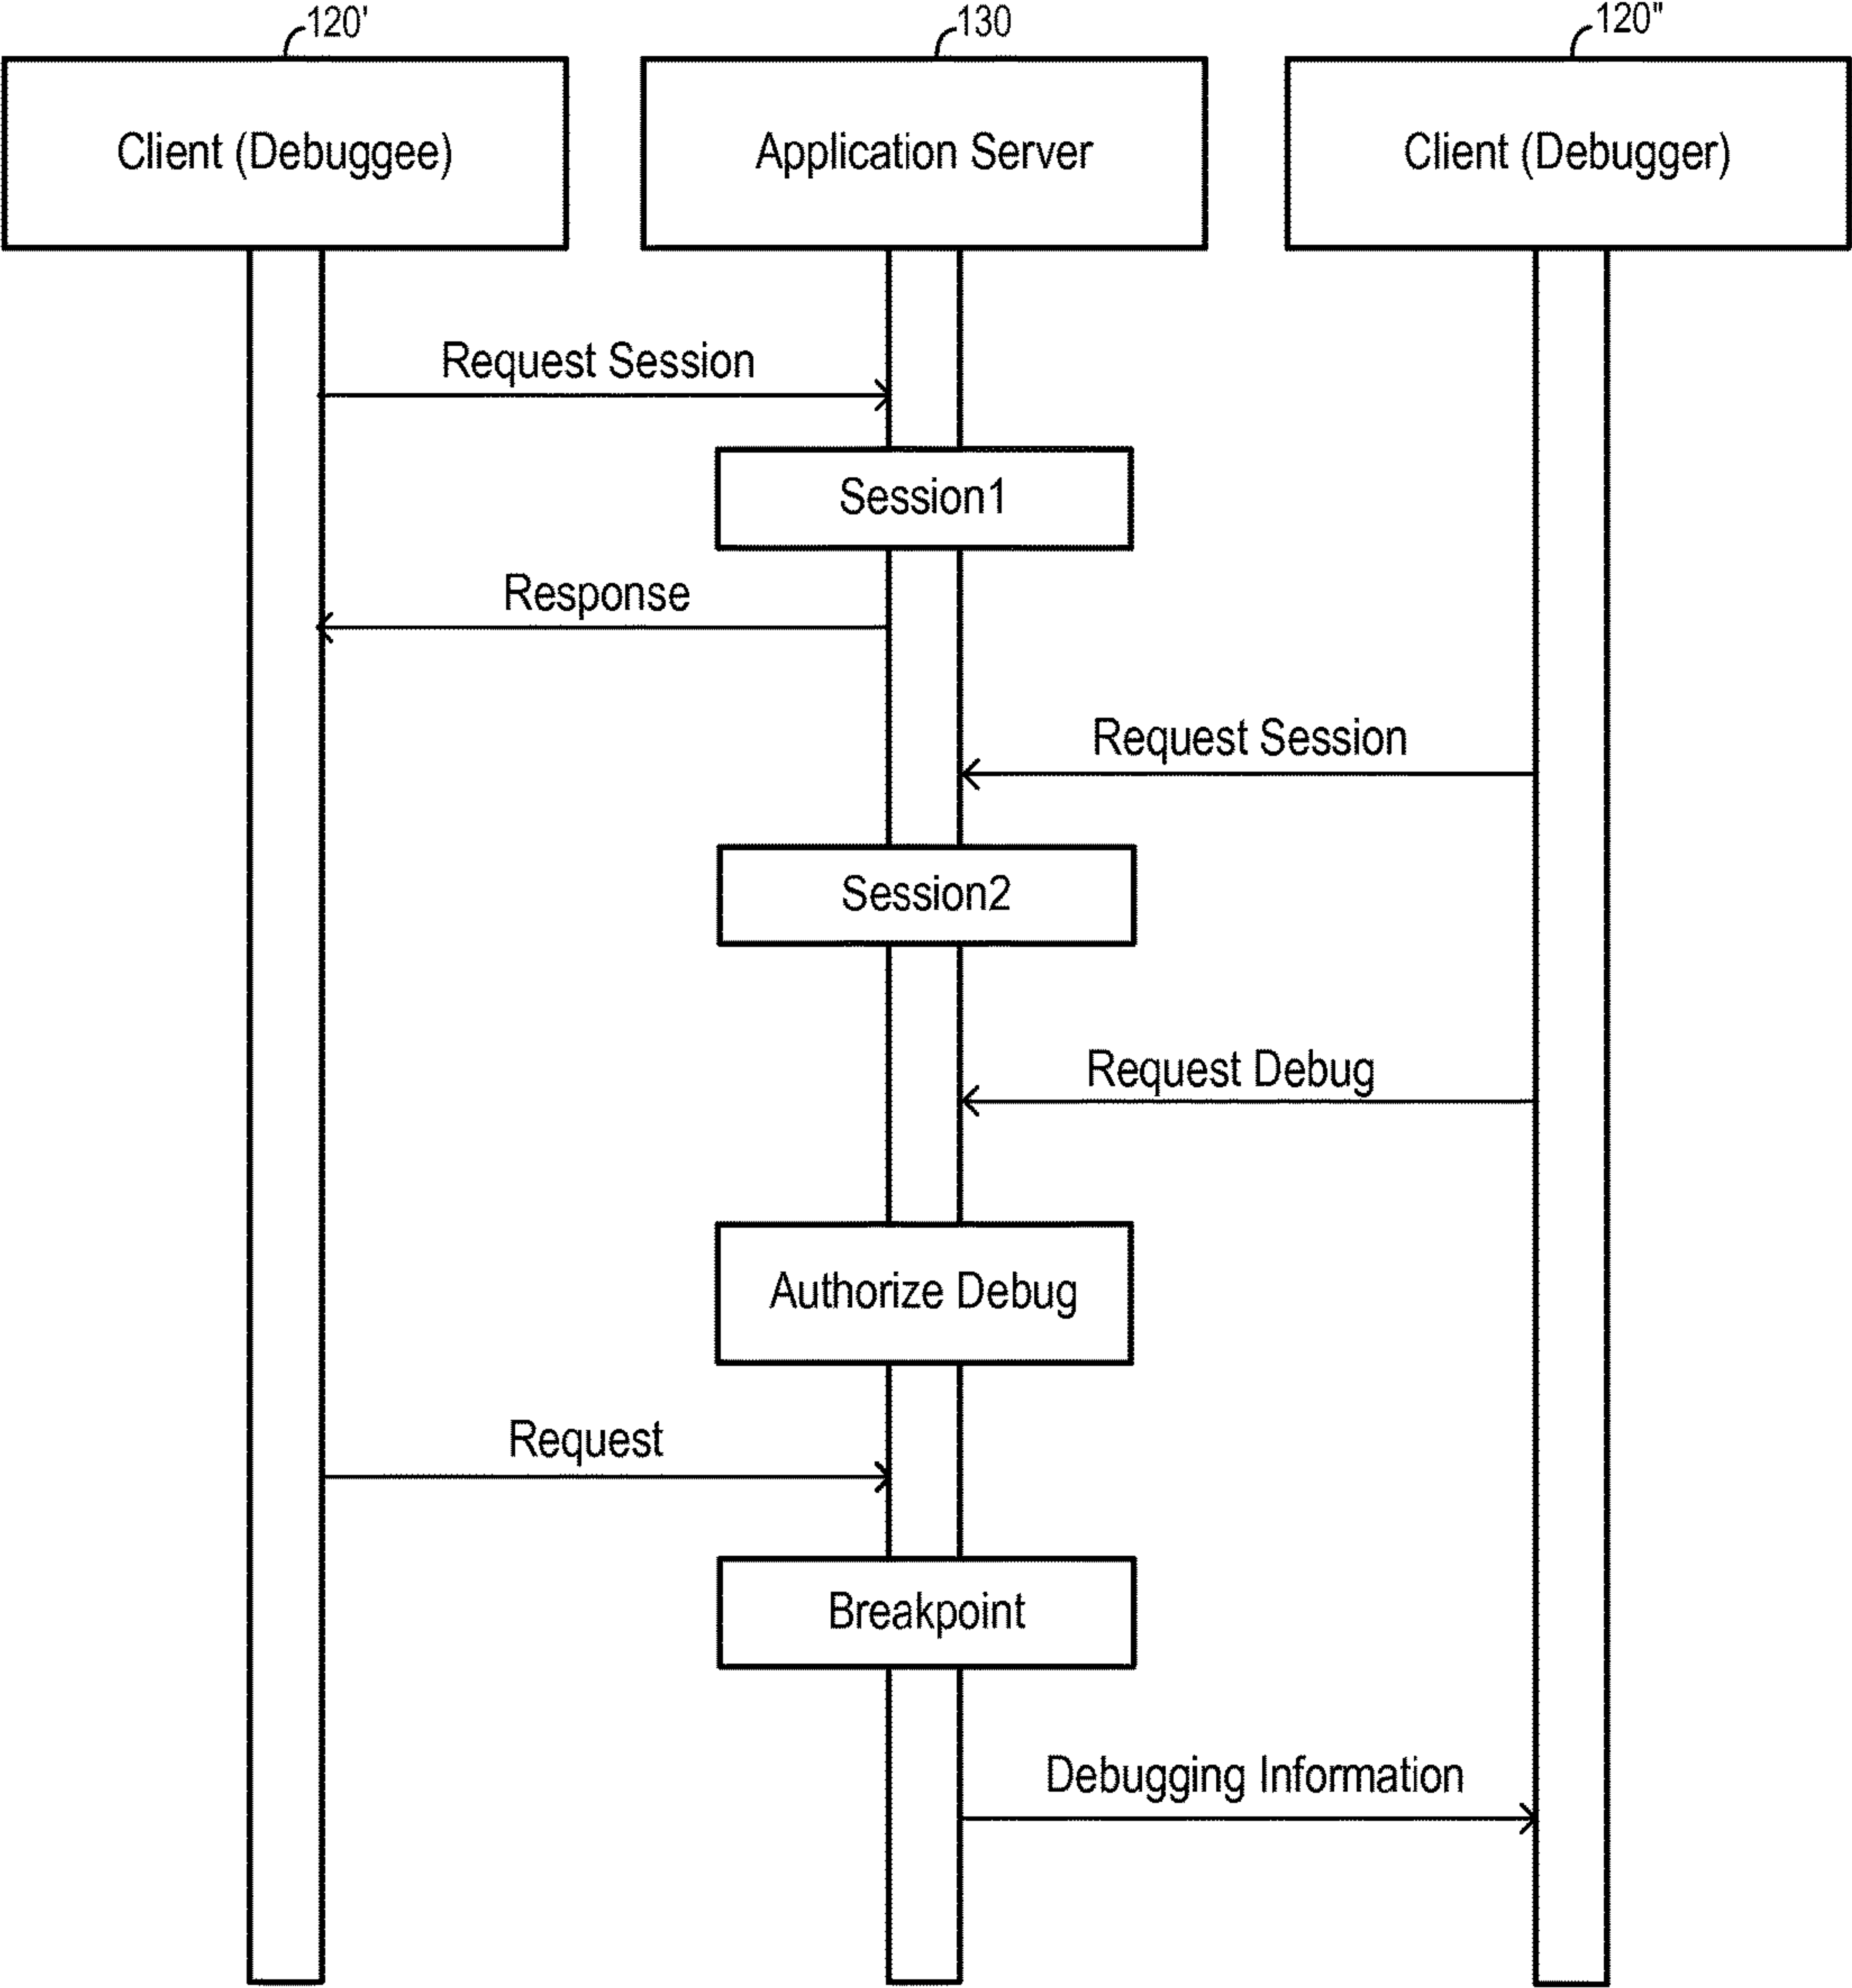 120'
130
120"
Client (Debuggee)
Application Server
Client (Debugger)
Request Session
Session1
Response
Request Session
Session2
Request Debug
Authorize Debug
Request
Breakpoint
Debugging Information